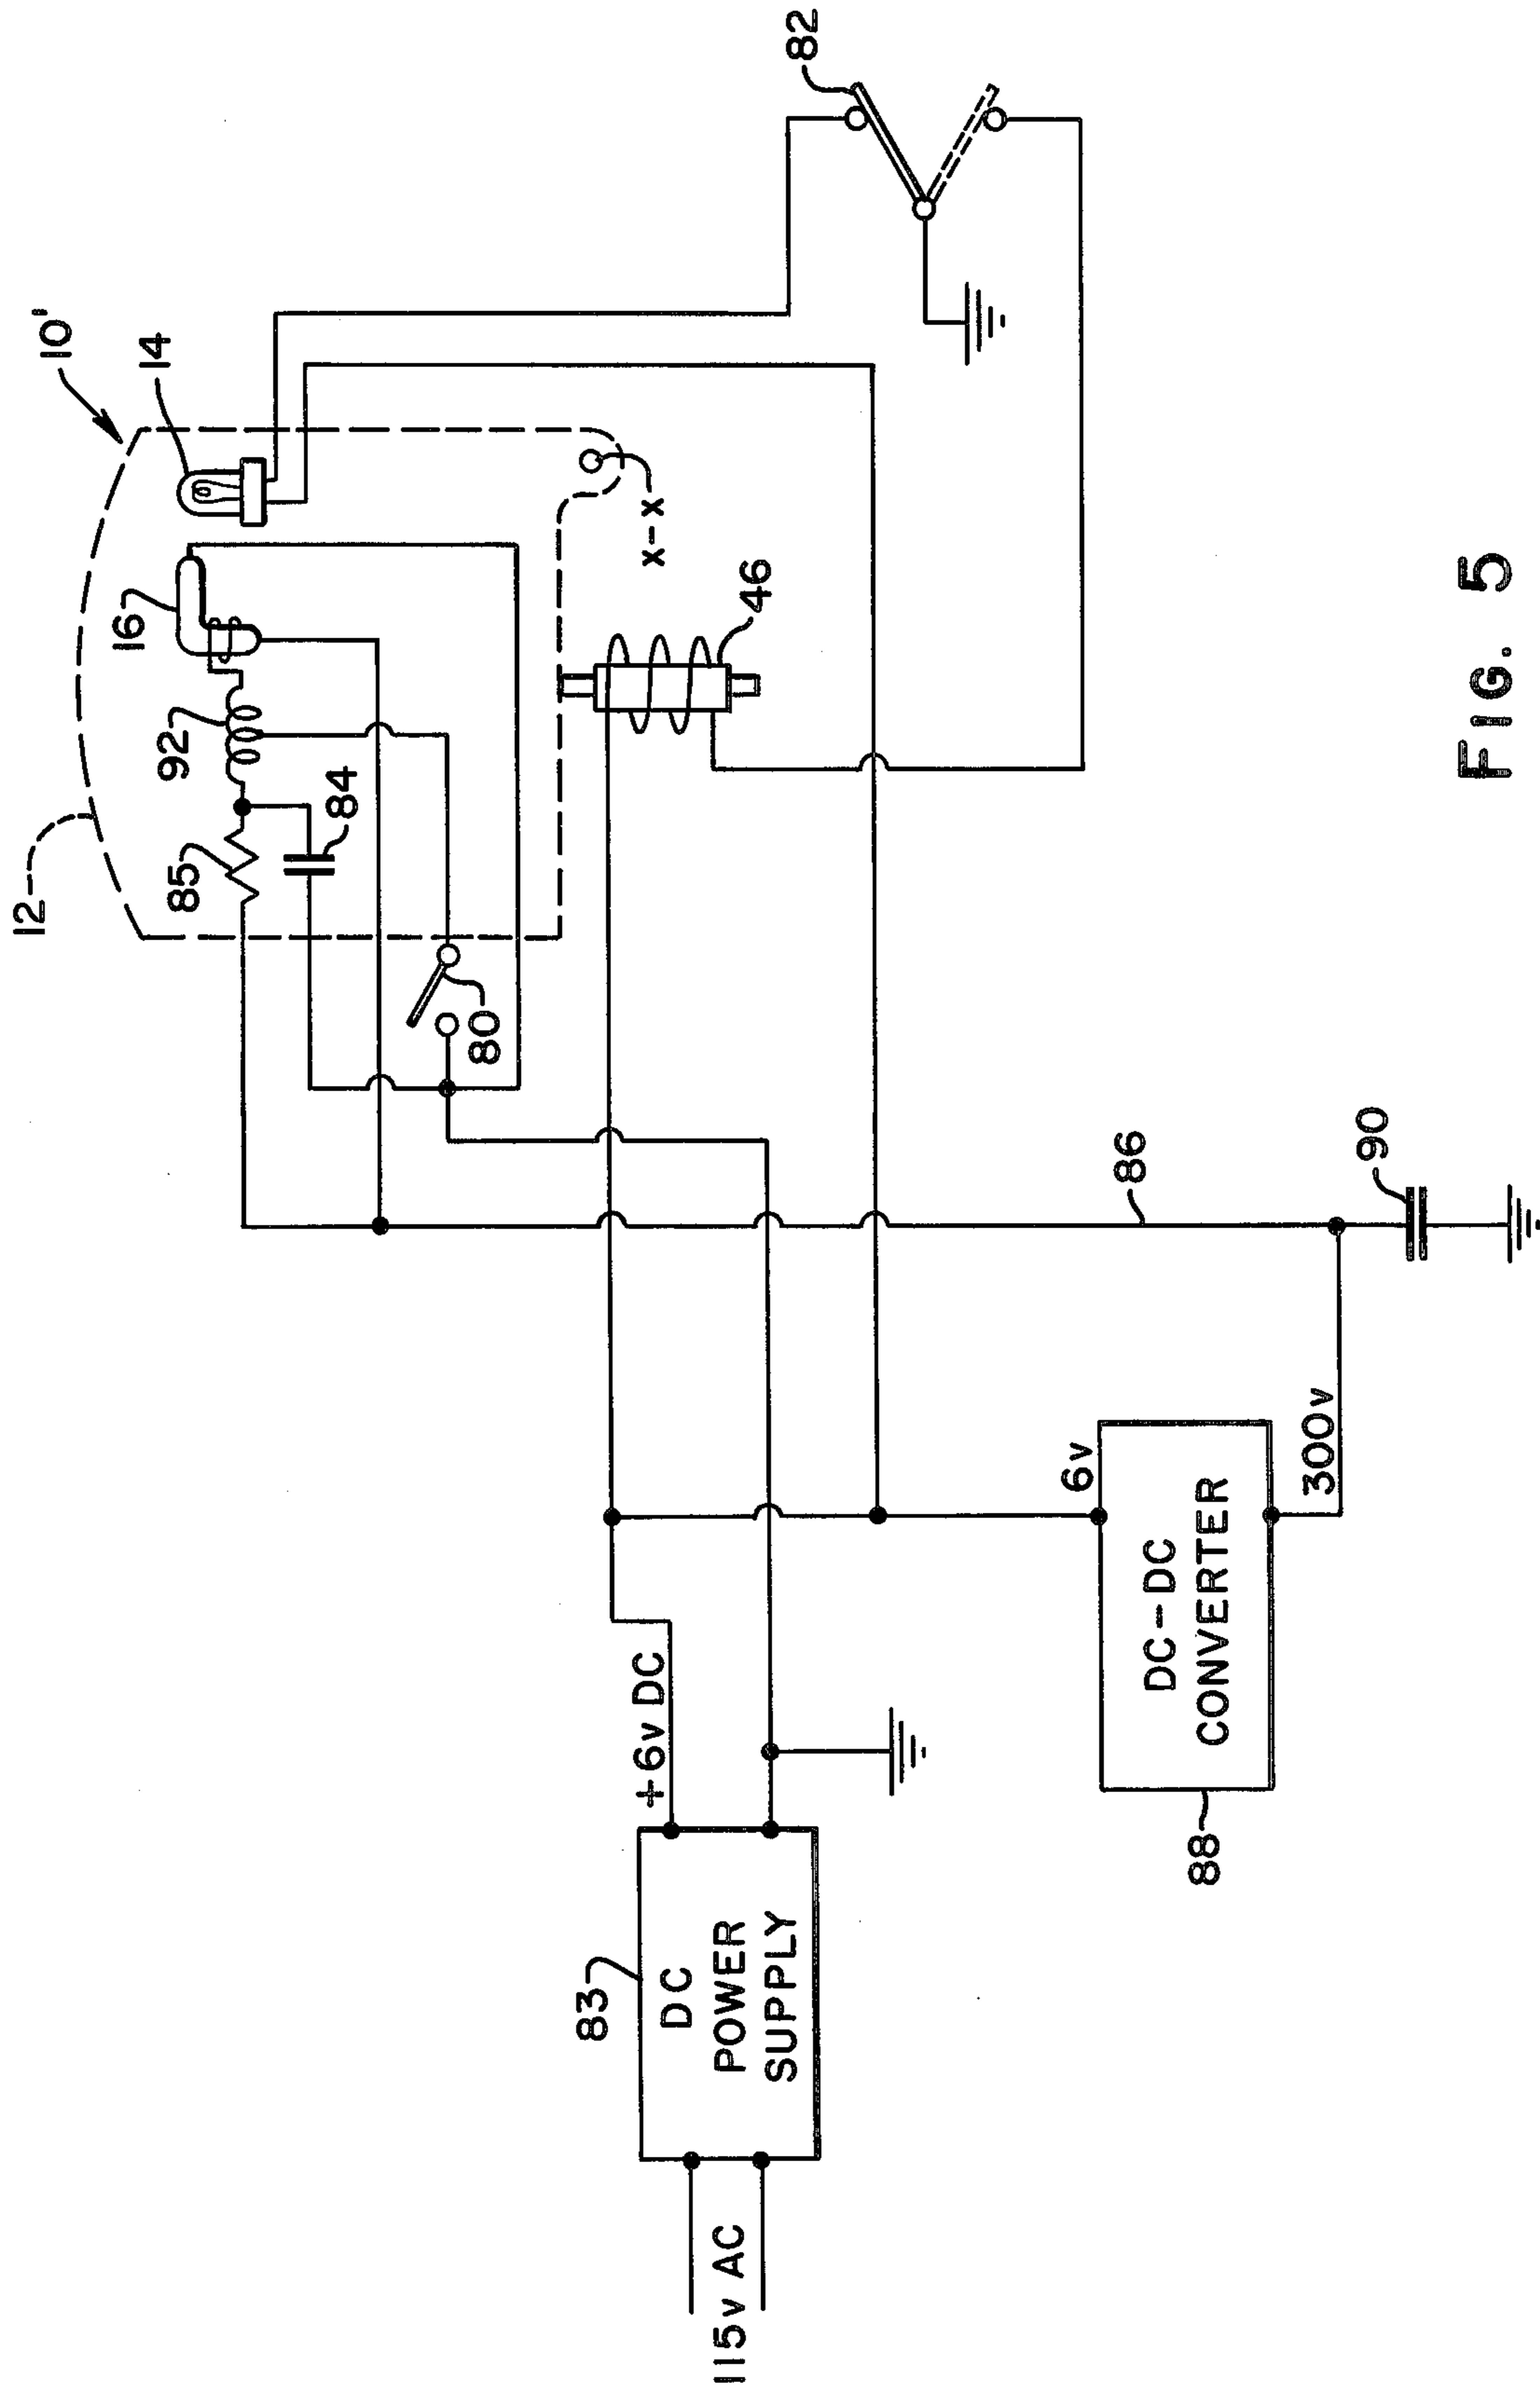 12
10'
14
16
92
85
84
80
82
x-x
46
83
DC
POWER
SUPPLY
+6v DC
115v AC
86
6v
DC-DC
CONVERTER
88
300v
90
FIG. 5